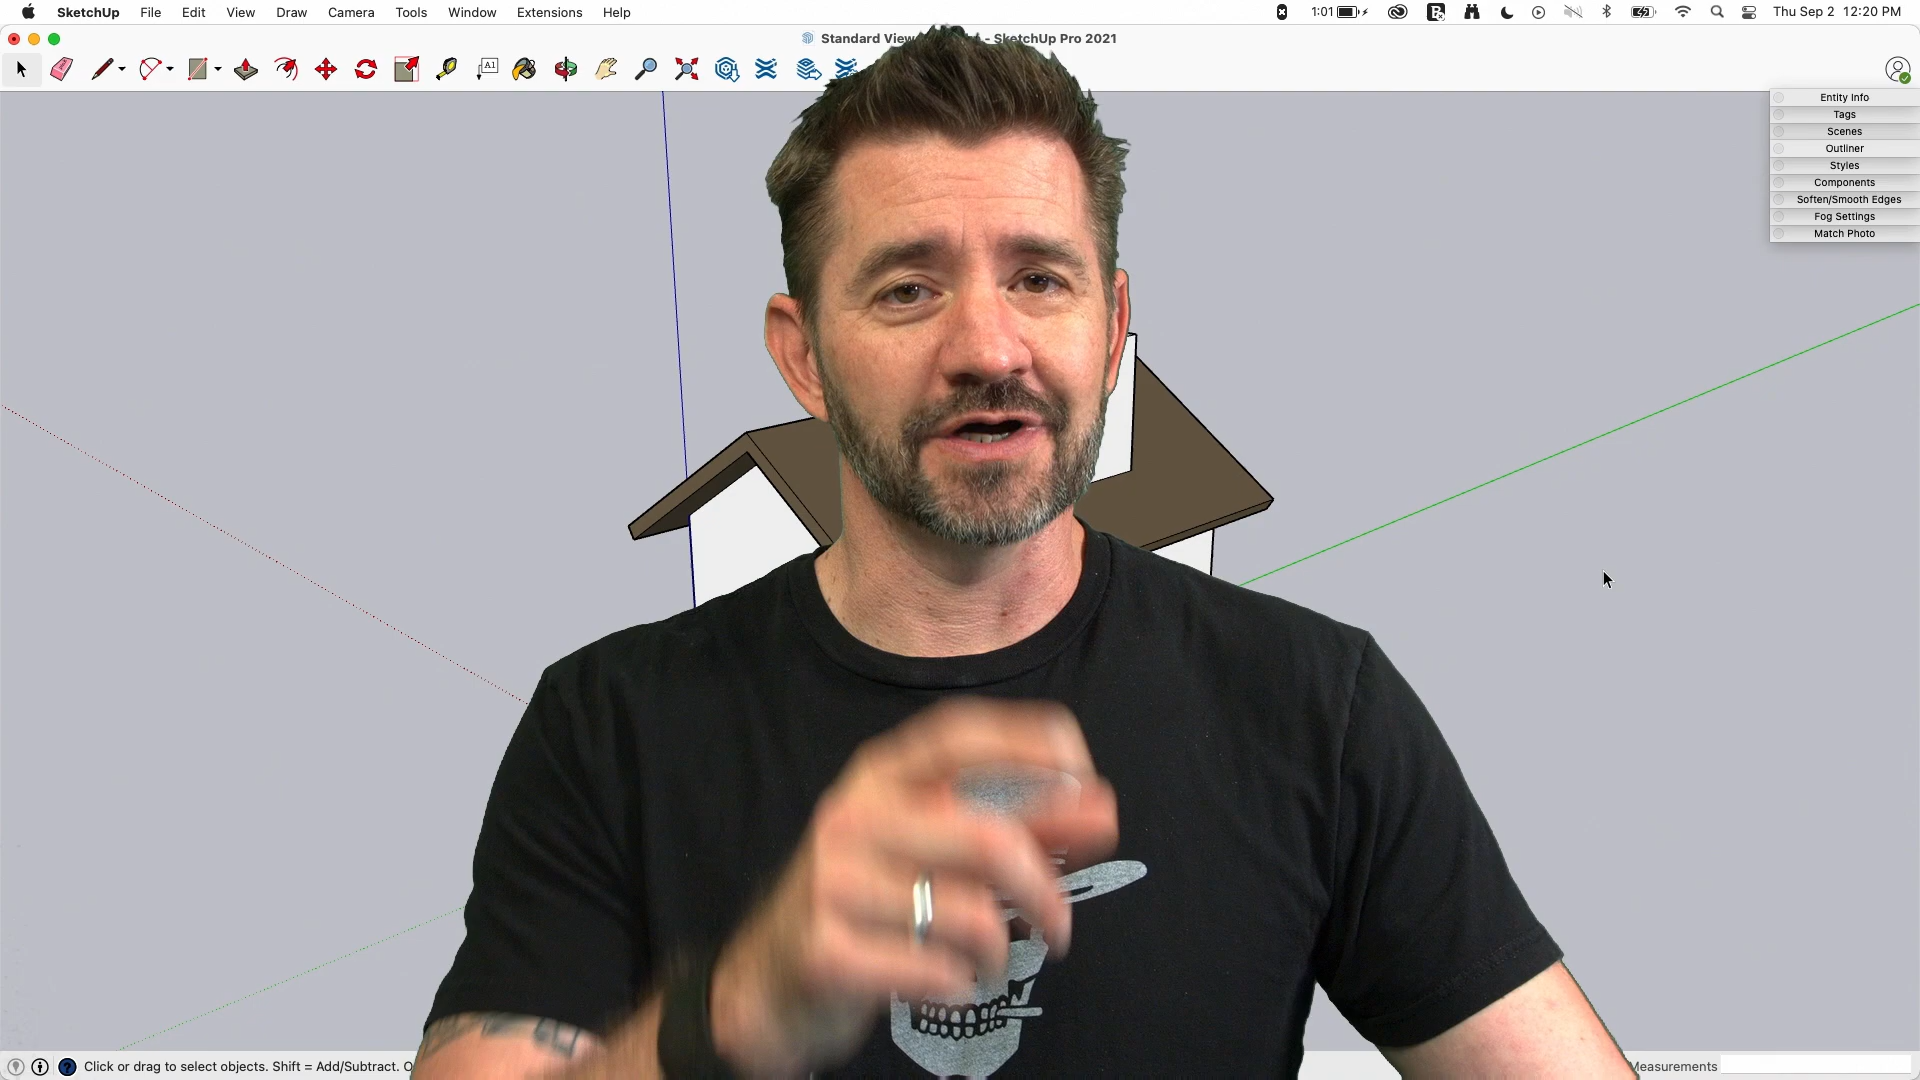 SketchUp File Edit View Draw Camera Tools Window Extensions Help
1:01
Thu Sep 2 12:20 PM
Standard View - SketchUp Pro 2021
A1
Entity Info
Tags
Scenes
Outliner
Styles
Components
Soften/Smooth Edges
Fog Settings
Match Photo
Click or drag to select objects. Shift = Add/Subtract. O
Measurements